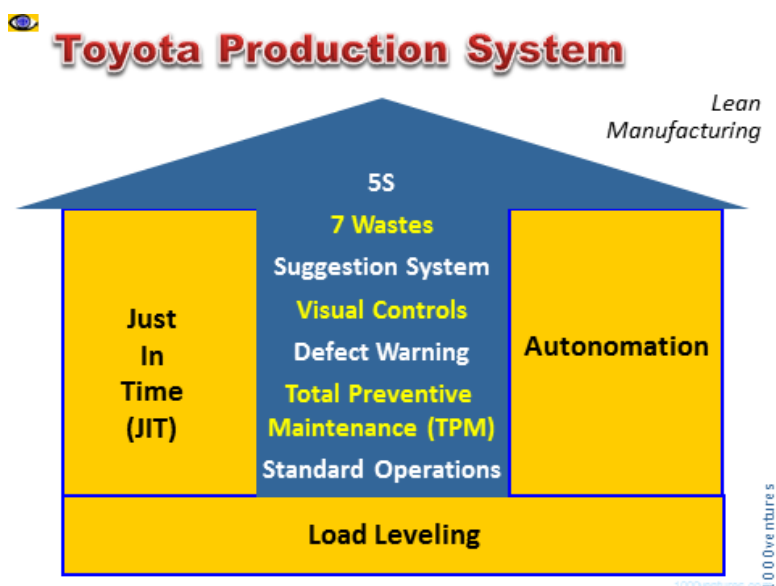 Toyota Production System
Lean
Manufacturing
5S
7 Wastes
Suggestion System
Visual Controls
Defect Warning
Total Preventive
Maintenance (TPM)
Standard Operations
Just
In
Time
(JIT)
Autonomation
Load Leveling
1000ventures